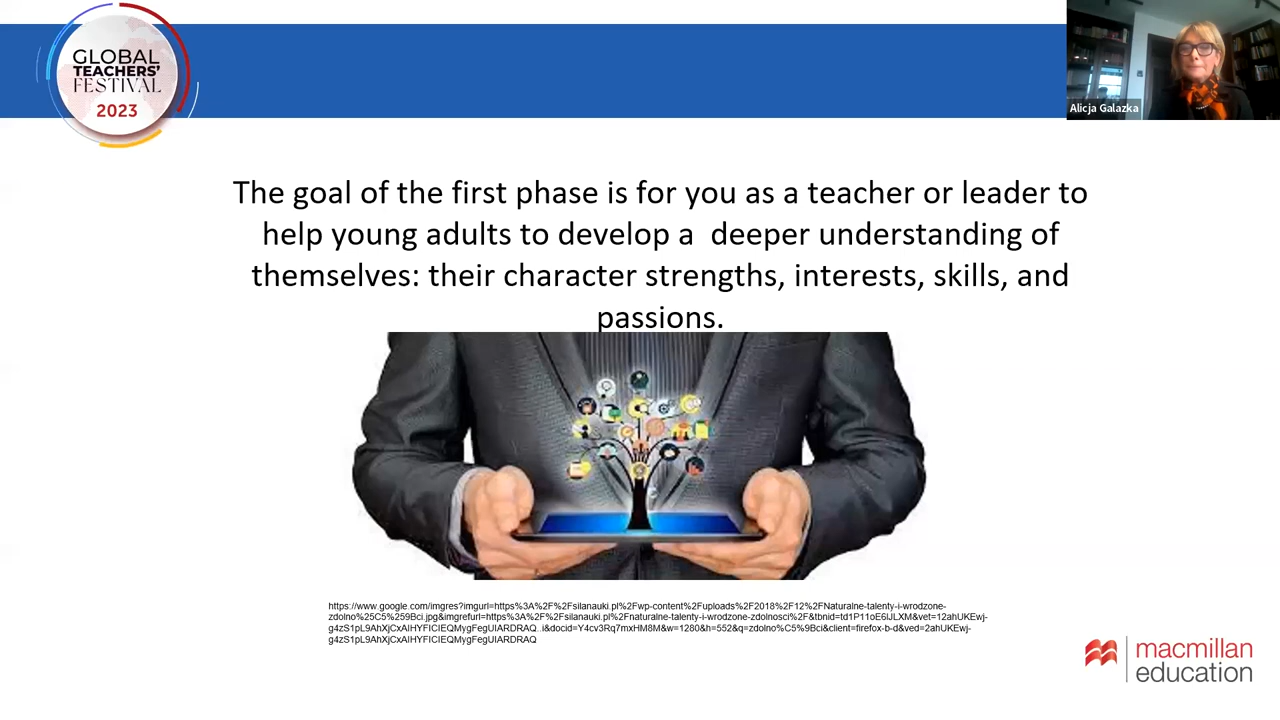 GLOBAL
TEACHERS'
FESTIVAL
2023
Alicja Galazka
The goal of the first phase is for you as a teacher or leader to
help young adults to develop a  deeper understanding of
themselves: their character strengths, interests, skills, and
passions.
https://www.google.com/imgres?imgurl=https%3A%2F%2Fsilanauki.pl%2Fwp-content%2Fuploads%2F2018%2F12%2FNaturalne-talenty-i-wrodzone-
zdolno%25C5%259Bci.jpg&imgrefurl=https%3A%2F%2Fsilanauki.pl%2Fnaturalne-talenty-i-wrodzone-zdolnosci%2F&tbnid=td1P11oE6lJLXM&vet=12ahUKEwj-
g4zS1pL9AhXjCxAIHYFICIEQMygFegUIARDRAQ..i&docid=Y4cv3Rq7mxHM8M&w=1280&h=552&q=zdolno%C5%9Bci&client=firefox-b-d&ved=2ahUKEwj-
g4zS1pL9AhXjCxAIHYFICIEQMygFegUIARDRAQ
macmillan
education